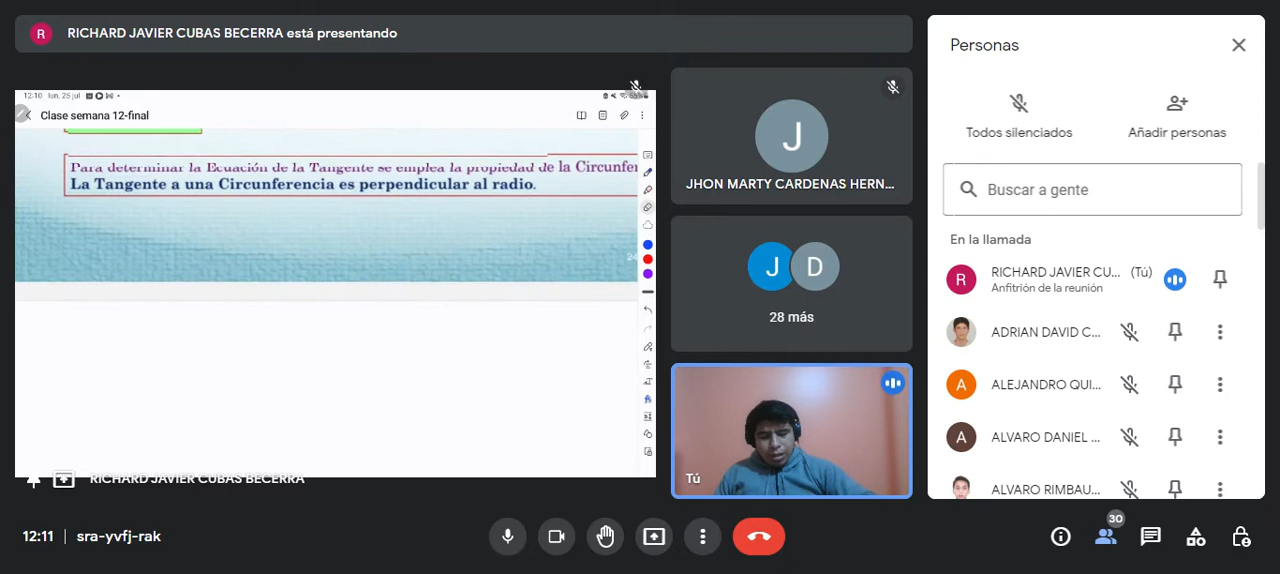 R RICHARD JAVIER CUBAS BECERRA está presentando
12:10 lun, 25 jul
Clase semana 12-final
Para determinar la Ecuación de la Tangente se emplea la propiedad de la Circunfer
La Tangente a una Circunferencia es perpendicular al radio.
24
RICHARD JAVIER CUBAS BECERRA
J
JHON MARTY CARDENAS HERN...
J D
28 más
Tú
Personas
Todos silenciados Añadir personas
Buscar a gente
En la llamada
R RICHARD JAVIER CU... (Tú)
Anfitrión de la reunión
ADRIAN DAVID C...
A ALEJANDRO QUI...
A ALVARO DANIEL ...
ALVARO RIMBAU...
12:11 | sra-yvfj-rak
30